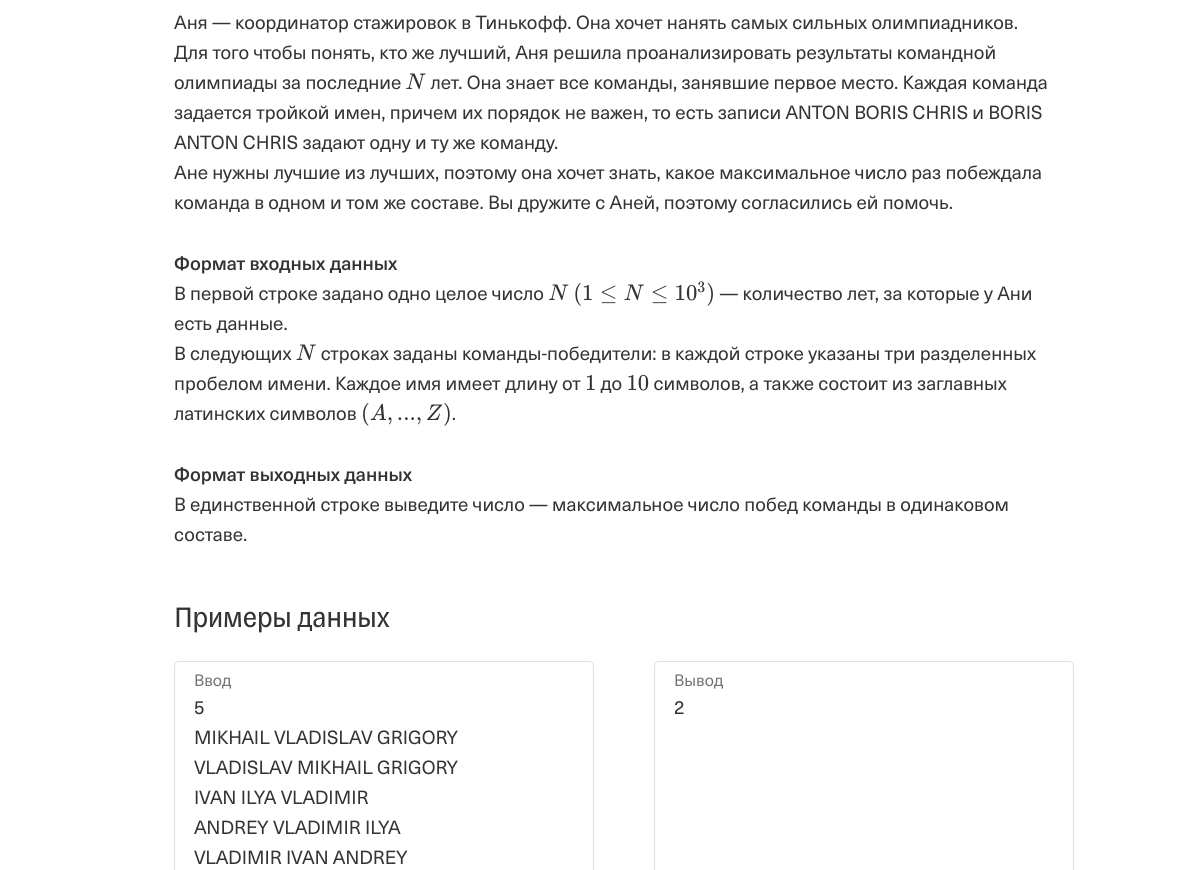 Аня — координатор стажировок в Тинькофф. Она хочет нанять самых сильных олимпиадников.
Для того чтобы понять, кто же лучший, Аня решила проанализировать результаты командной
олимпиады за последние N лет. Она знает все команды, занявшие первое место. Каждая команда
задается тройкой имен, причем их порядок не важен, то есть записи ANTON BORIS CHRIS и BORIS
ANTON CHRIS задают одну и ту же команду.
Ане нужны лучшие из лучших, поэтому она хочет знать, какое максимальное число раз побеждала
команда в одном и том же составе. Вы дружите с Аней, поэтому согласились ей помочь.
Формат входных данных
В первой строке задано одно целое число N (1 ≤ N ≤ 10³) — количество лет, за которые у Ани
есть данные.
В следующих N строках заданы команды-победители: в каждой строке указаны три разделенных
пробелом имени. Каждое имя имеет длину от 1 до 10 символов, а также состоит из заглавных
латинских символов (A, ..., Z).
Формат выходных данных
В единственной строке выведите число — максимальное число побед команды в одинаковом
составе.
Примеры данных
Ввод
5
MIKHAIL VLADISLAV GRIGORY
VLADISLAV MIKHAIL GRIGORY
IVAN ILYA VLADIMIR
ANDREY VLADIMIR ILYA
VLADIMIR IVAN ANDREY
Вывод
2